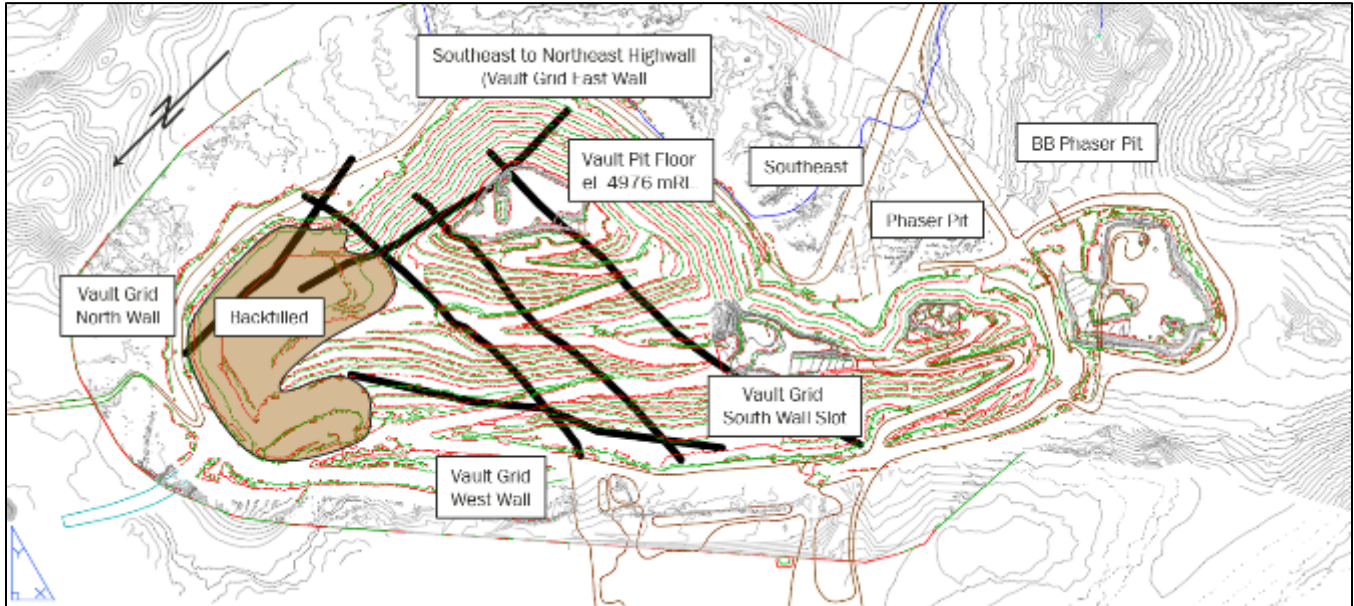 Southeast to Northeast Highwall
(Vault Grid East Wall
Vault Pit Floor
el. 4976 mRL
Southeast
BB Phaser Pit
Phaser Pit
Vault Grid
North Wall
Backfilled
Vault Grid
South Wall Slot
Vault Grid
West Wall
N
Y
X